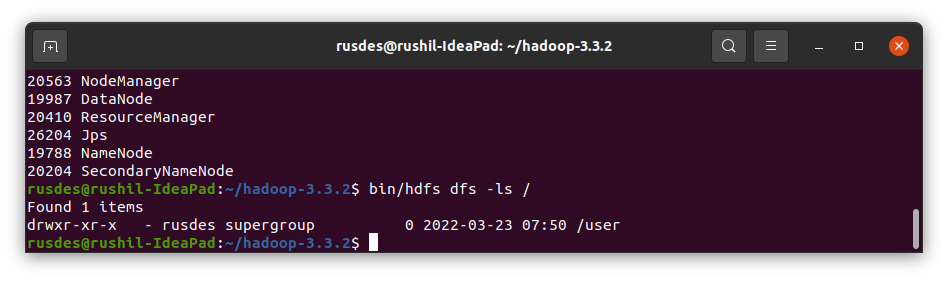 rusdes@rushil-IdeaPad: ~/hadoop-3.3.2
20563 NodeManager
19987 DataNode
20410 ResourceManager
26204 Jps
19788 NameNode
20204 SecondaryNameNode
rusdes@rushil-IdeaPad:~/hadoop-3.3.2$ bin/hdfs dfs -ls /
Found 1 items
drwxr-xr-x   - rusdes supergroup          0 2022-03-23 07:50 /user
rusdes@rushil-IdeaPad:~/hadoop-3.3.2$